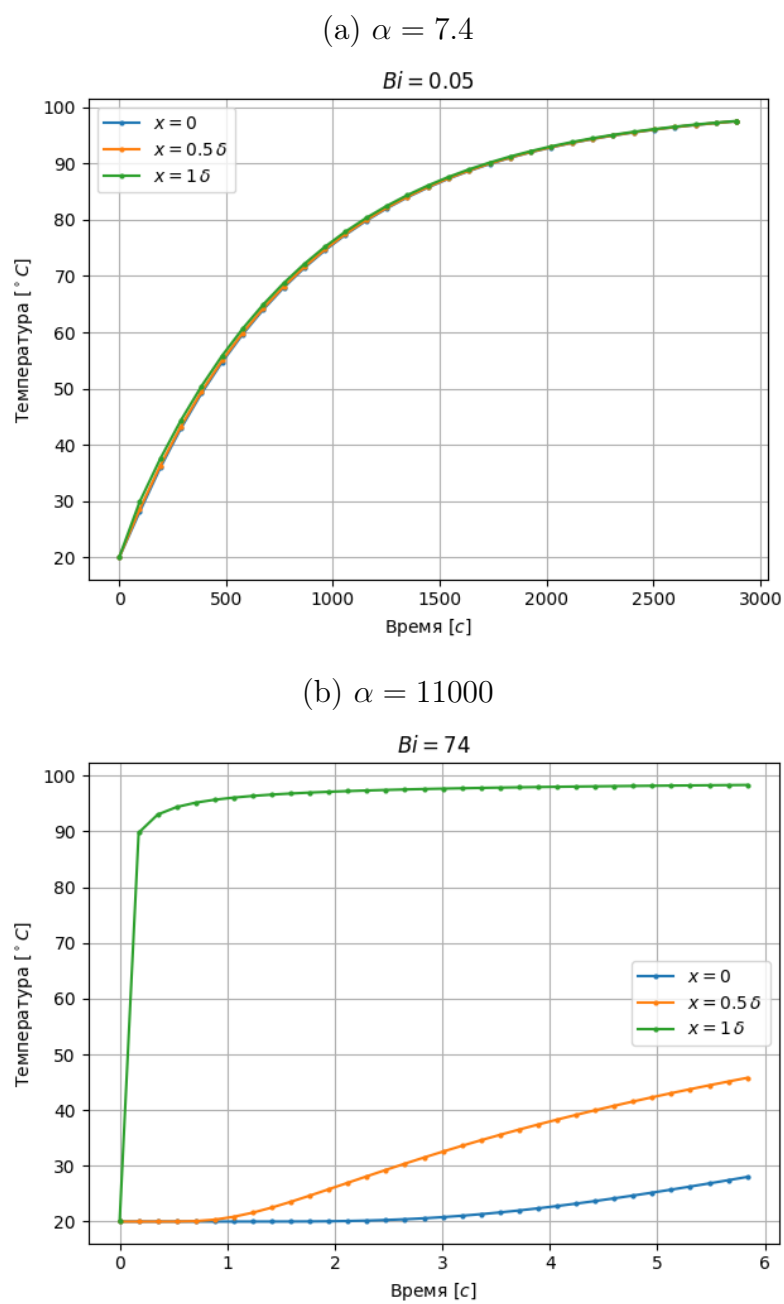 (a) α = 7.4
Bi = 0.05
100
90
80
70
60
50
40
30
20
Температура [°C]
x = 0
x = 0.5 δ
x = 1 δ
0 500 1000 1500 2000 2500 3000
Время [c]
(b) α = 11000
Bi = 74
100
90
80
70
60
50
40
30
20
Температура [°C]
x = 0
x = 0.5 δ
x = 1 δ
0 1 2 3 4 5 6
Время [c]